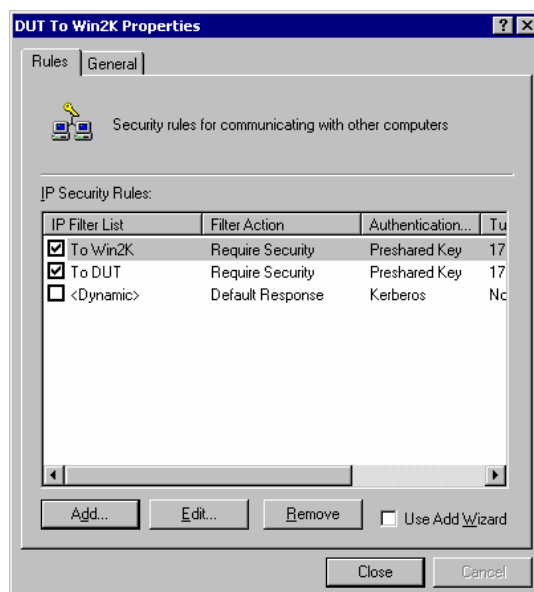 DUT To Win2K Properties
Rules General
Security rules for communicating with other computers
IP Security Rules:
IP Filter List Filter Action Authentication... Tu
To Win2K Require Security Preshared Key 17
To DUT Require Security Preshared Key 17
<Dynamic> Default Response Kerberos No
Add... Edit... Remove Use Add Wizard
Close Cancel